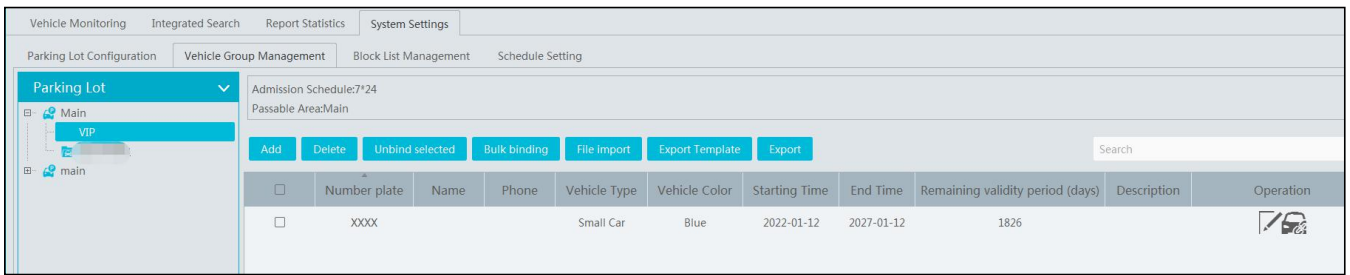 Vehicle Monitoring Integrated Search Report Statistics System Settings
Parking Lot Configuration Vehicle Group Management Block List Management Schedule Setting
Parking Lot
Main
VIP
main
Admission Schedule:7*24
Passable Area:Main
Add Delete Unbind selected Bulk binding File import Export Template Export Search
Number plate Name Phone Vehicle Type Vehicle Color Starting Time End Time Remaining validity period (days) Description Operation
XXXX Small Car Blue 2022-01-12 2027-01-12 1826